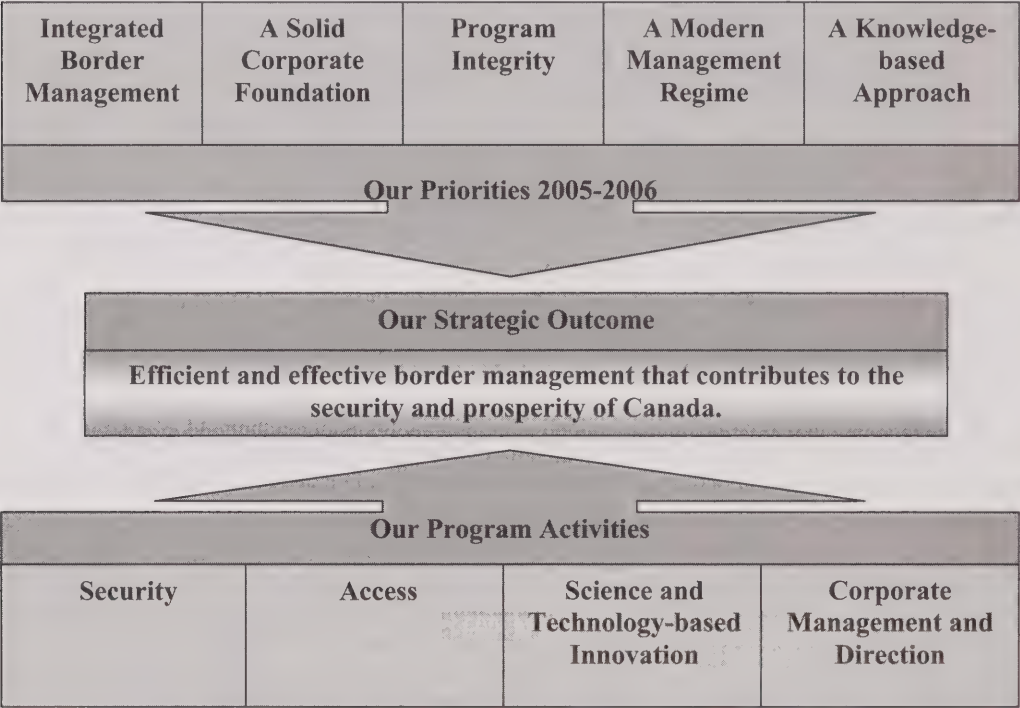 Integrated
Border
Management
A Solid
Corporate
Foundation
Program
Integrity
A Modern
Management
Regime
A Knowledge-
based
Approach
Our Priorities 2005-2006
Our Strategic Outcome
Efficient and effective border management that contributes to the
security and prosperity of Canada.
Our Program Activities
Security
Access
Science and
Technology-based
Innovation
Corporate
Management and
Direction